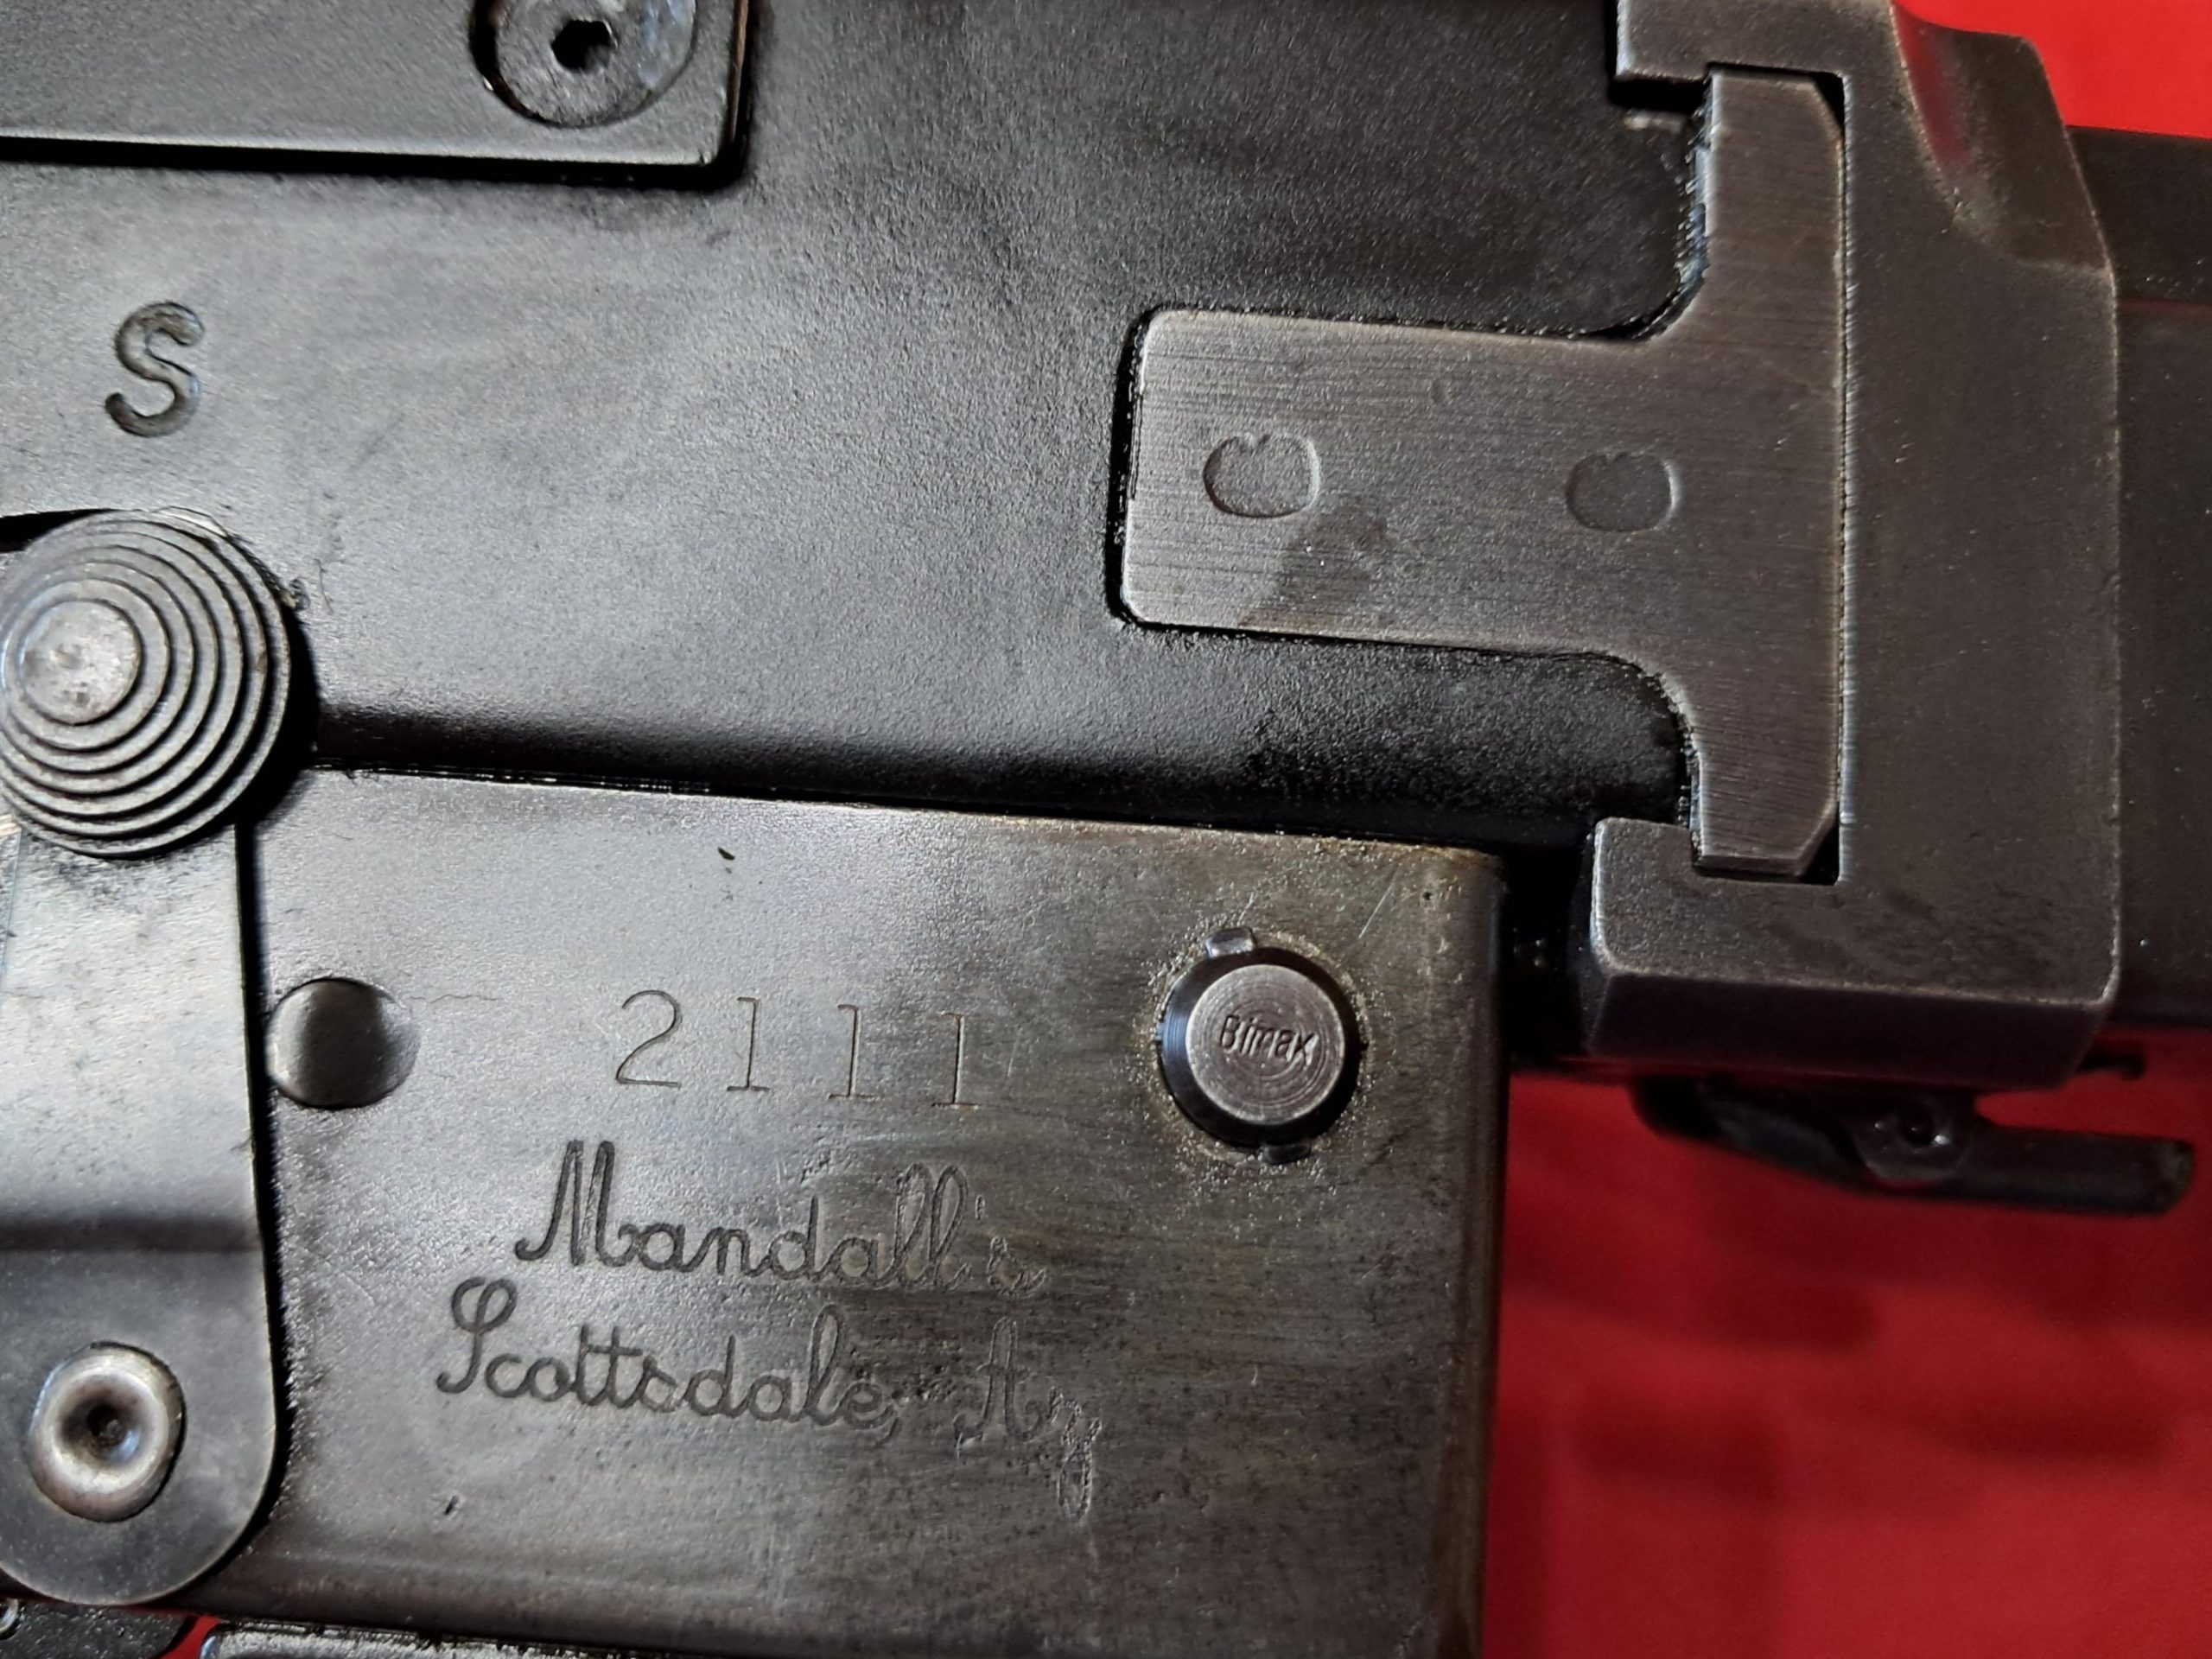 S
2111
Bimax
Mandall's
Scottsdale, Az